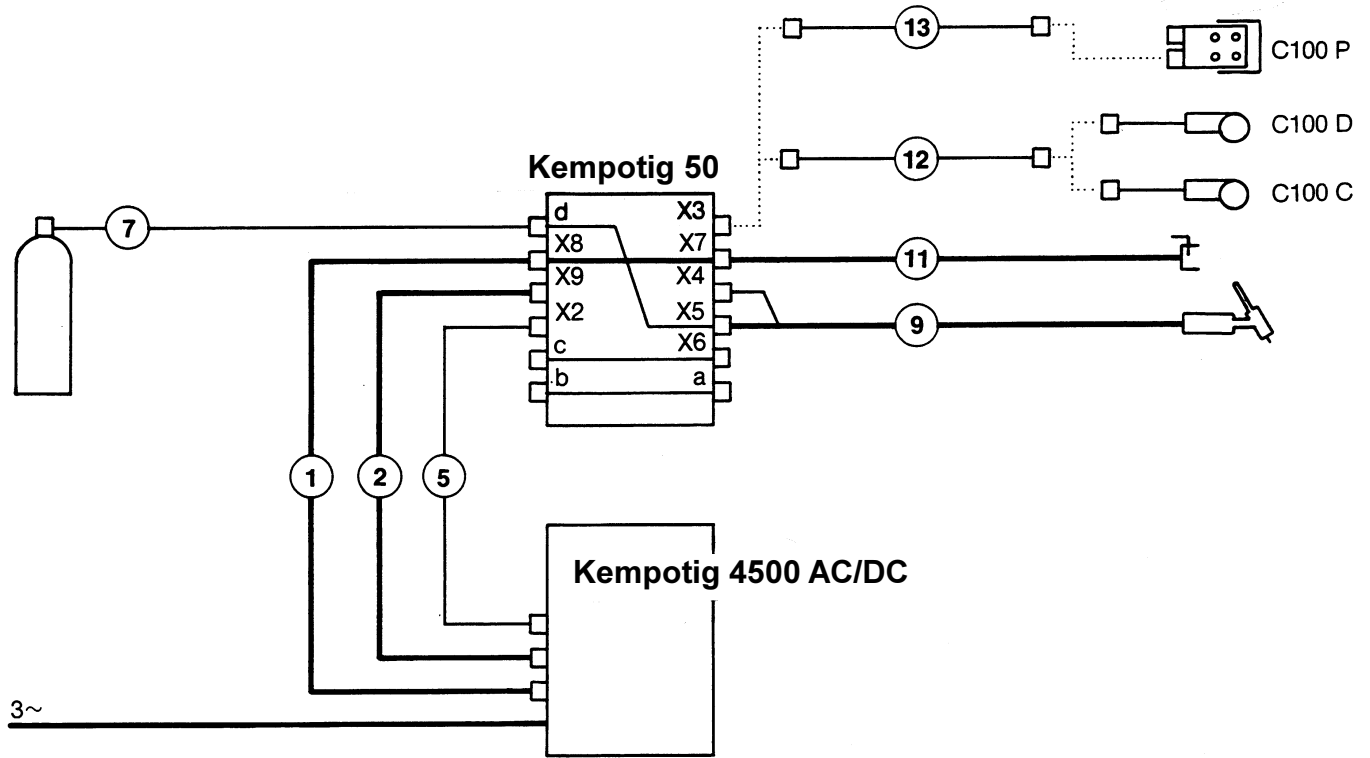 13
C100 P
C100 D
12
Kempotig 50
C100 C
d X3
7
X8 X7
11
X9 X4
X2 X5
9
c X6
b a
1 2 5
Kempotig 4500 AC/DC
3~